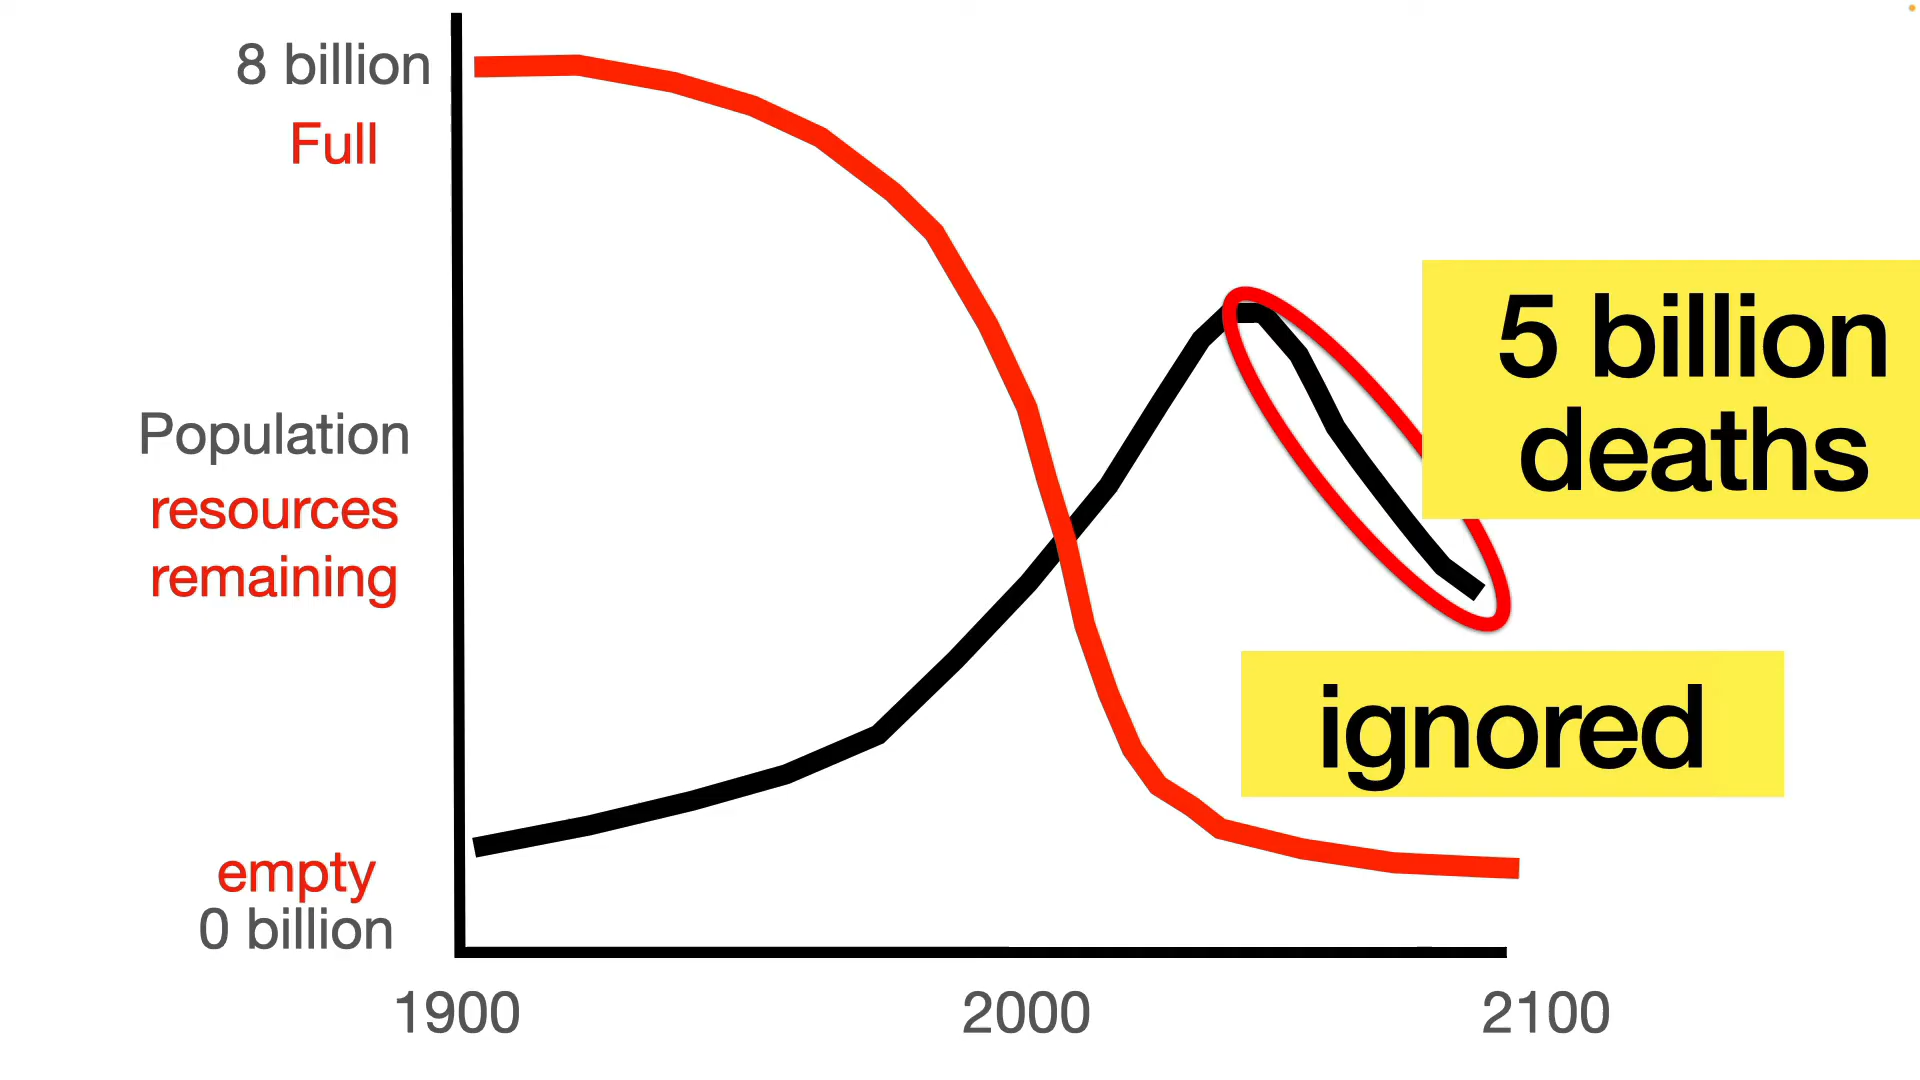 8 billion
Full
Population
resources
remaining
empty
0 billion
1900
2000
2100
5 billion
deaths
ignored